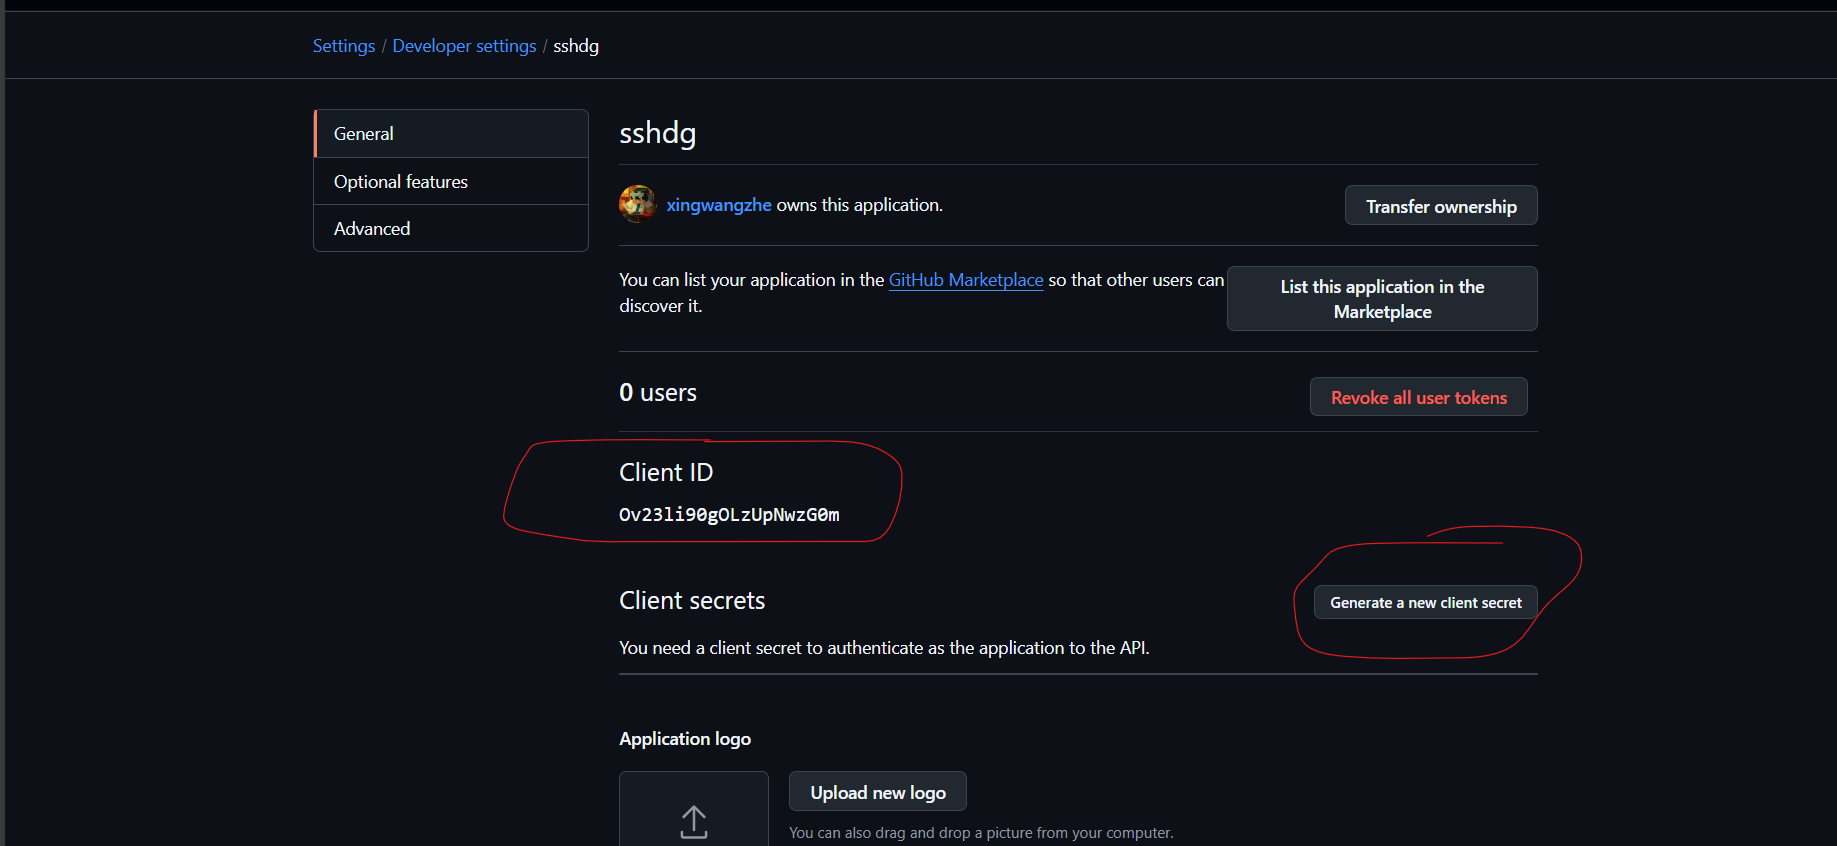 Settings / Developer settings / sshdg
General
Optional features
Advanced
sshdg
xingwangzhe owns this application.
Transfer ownership
You can list your application in the GitHub Marketplace so that other users can
discover it.
List this application in the
Marketplace
0 users
Revoke all user tokens
Client ID
Ov23li90gOLzUpNwzG0m
Client secrets
Generate a new client secret
You need a client secret to authenticate as the application to the API.
Application logo
Upload new logo
You can also drag and drop a picture from your computer.